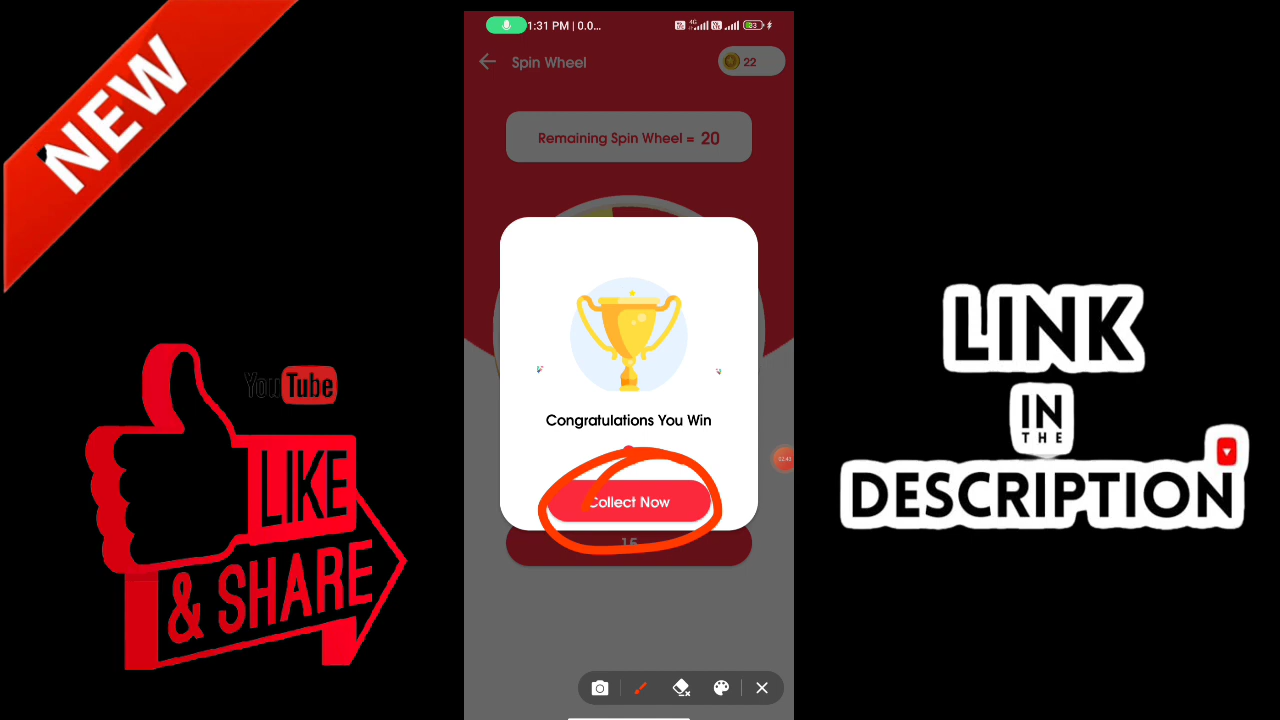 NEW
1:31 PM | 0.0...
4G
Spin Wheel
22
Remaining Spin Wheel = 20
Congratulations You Win
Collect Now
15
YouTube
LIKE
& SHARE
LINK
IN
THE
DESCRIPTION